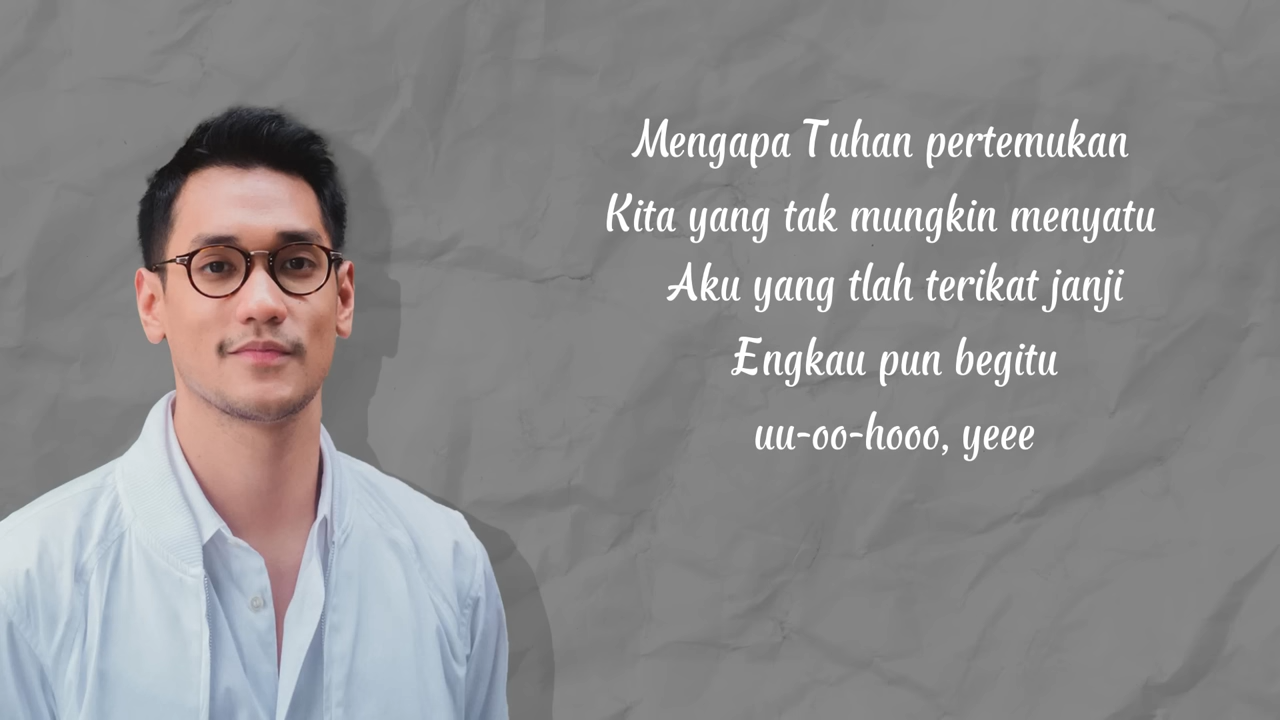 Mengapa Tuhan pertemukan
Kita yang tak mungkin menyatu
Aku yang tlah terikat janji
Engkau pun begitu
uu-oo-hooo, yeee